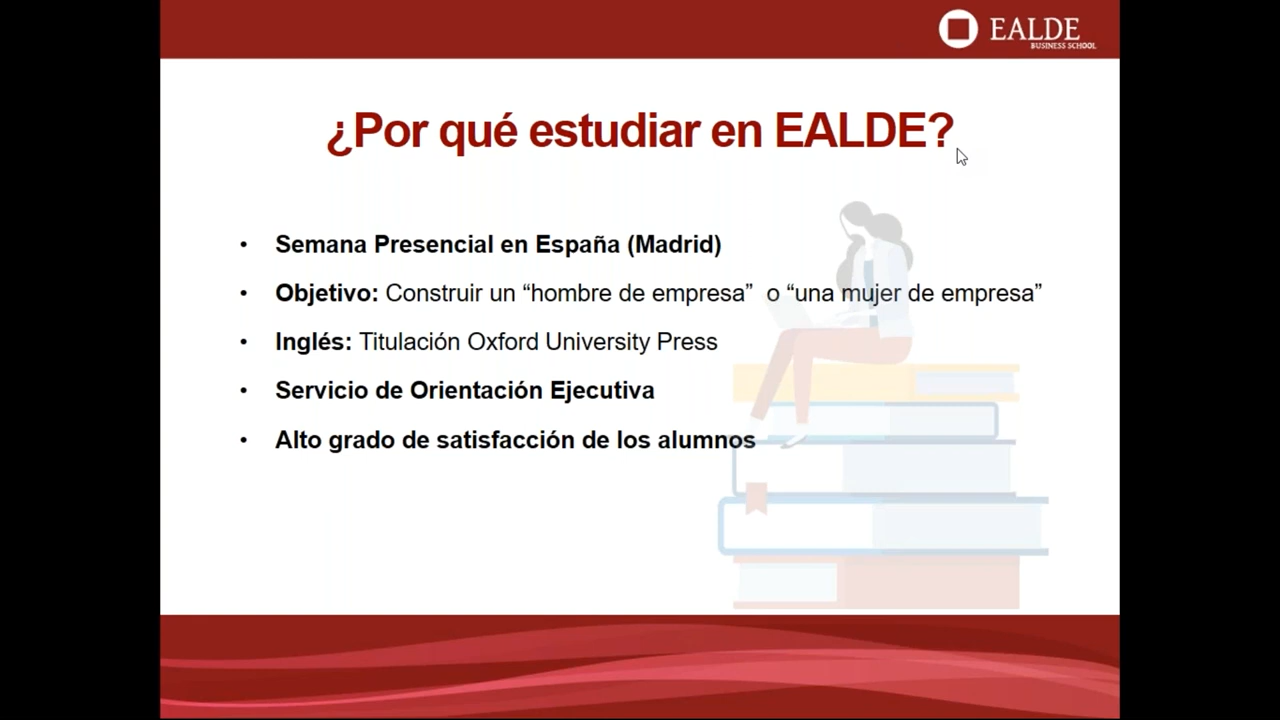 EALDE
BUSINESS SCHOOL
¿Por qué estudiar en EALDE?
• Semana Presencial en España (Madrid)
• Objetivo: Construir un “hombre de empresa” o “una mujer de empresa”
• Inglés: Titulación Oxford University Press
• Servicio de Orientación Ejecutiva
• Alto grado de satisfacción de los alumnos